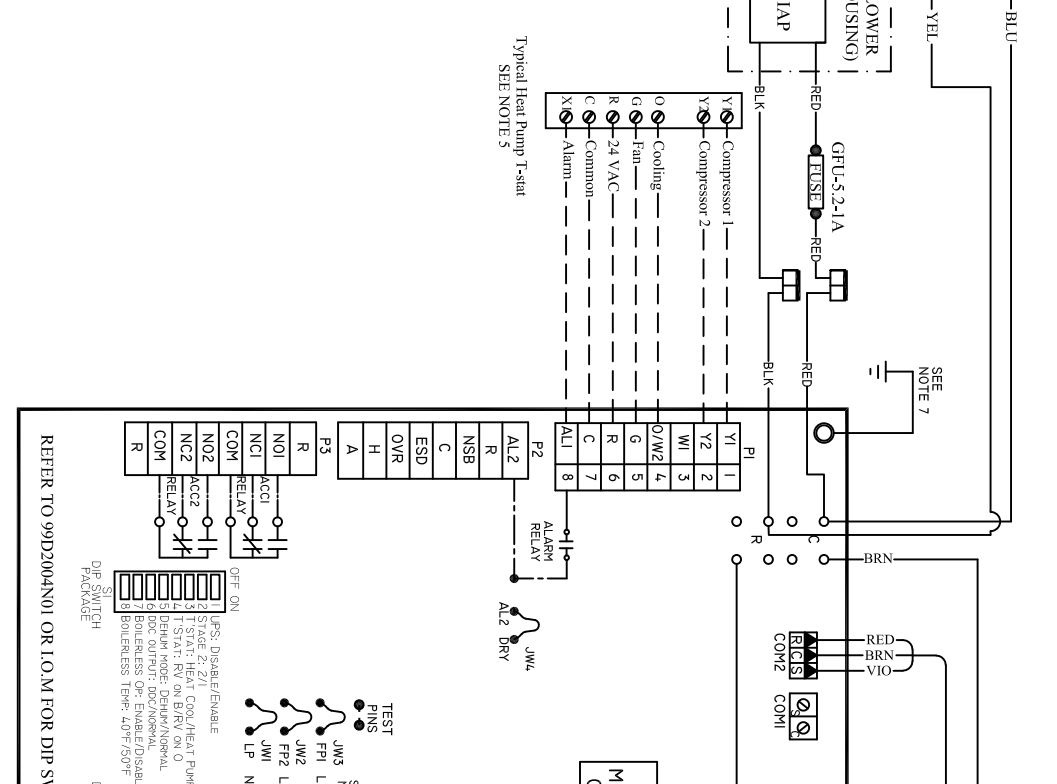 IAP
LOWER
OUSING)
YEL
BLU
BLK
RED
GFU-5.2-1A
FUSE
RED
BLK
RED
SEE
NOTE 7
Typical Heat Pump T-stat
SEE NOTE 5
X1
C
R
G
O
Y2
Y1
Alarm
Common
24 VAC
Fan
Cooling
Compressor 2
Compressor 1
P1
Y1 1
Y2 2
W1 3
O/W2 4
G 5
R 6
C 7
AL1 8
P2
AL2
R
NSB
C
ESD
OVR
H
A
P3
R
NO1
NC1
COM
NO2
NC2
COM
R
ACC1
RELAY
ACC2
RELAY
ALARM
RELAY
R
C
BRN
COM2
R
C
S
RED
BRN
VIO
COM1
S
C
AL2 DRY
JW4
TEST
PINS
JW3
FP1
L
JW2
FP2
L
JW1
LP
N
S1
DIP SWITCH
PACKAGE
OFF ON
1
2
3
4
5
6
7
8
UPS: DISABLE/ENABLE
STAGE 2: 2/1
T'STAT: HEAT COOL/HEAT PUMP
T'STAT: RV ON B/RV ON O
DEHUM MODE: DEHUM/NORMAL
DDC OUTPUT: DDC/NORMAL
BOILERLESS OP: ENABLE/DISABL
BOILERLESS TEMP: 40°F/50°F
REFER TO 99D2004N01 OR I.O.M FOR DIP SW